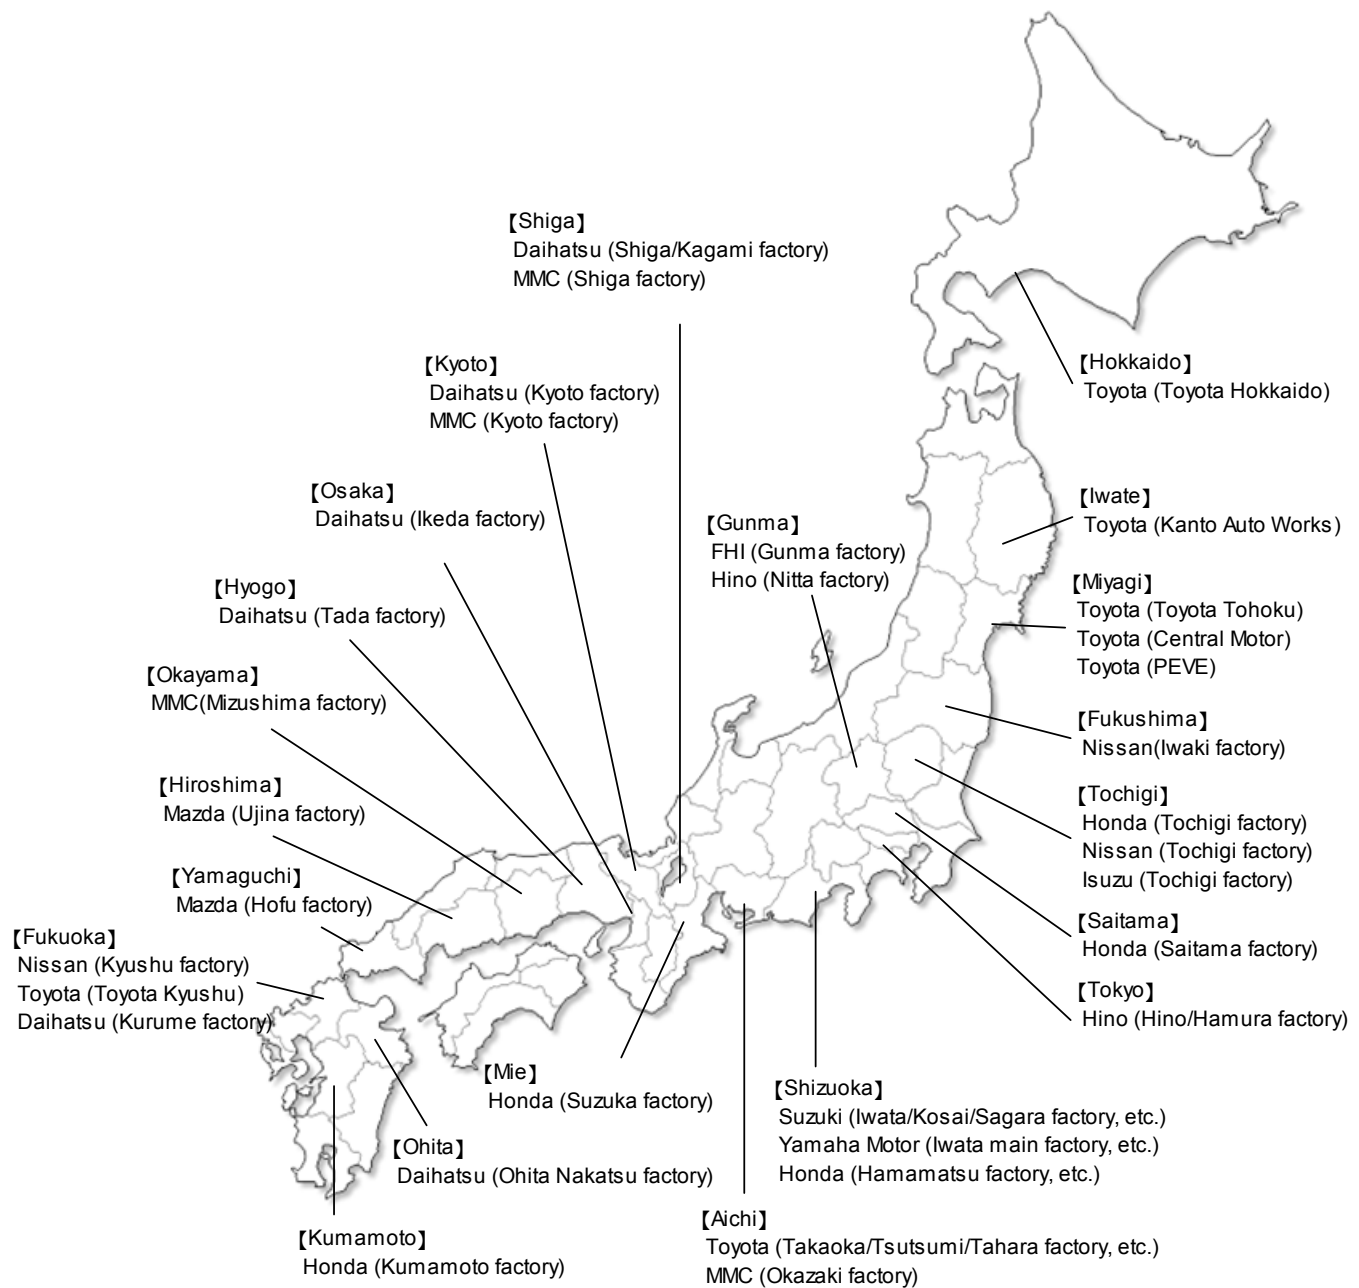 【Shiga】
Daihatsu (Shiga/Kagami factory)
MMC (Shiga factory)
【Kyoto】
Daihatsu (Kyoto factory)
MMC (Kyoto factory)
【Osaka】
Daihatsu (Ikeda factory)
【Hyogo】
Daihatsu (Tada factory)
【Okayama】
MMC(Mizushima factory)
【Hiroshima】
Mazda (Ujina factory)
【Yamaguchi】
Mazda (Hofu factory)
【Fukuoka】
Nissan (Kyushu factory)
Toyota (Toyota Kyushu)
Daihatsu (Kurume factory)
【Gunma】
FHI (Gunma factory)
Hino (Nitta factory)
【Hokkaido】
Toyota (Toyota Hokkaido)
【Iwate】
Toyota (Kanto Auto Works)
【Miyagi】
Toyota (Toyota Tohoku)
Toyota (Central Motor)
Toyota (PEVE)
【Fukushima】
Nissan(Iwaki factory)
【Tochigi】
Honda (Tochigi factory)
Nissan (Tochigi factory)
Isuzu (Tochigi factory)
【Saitama】
Honda (Saitama factory)
【Tokyo】
Hino (Hino/Hamura factory)
【Mie】
Honda (Suzuka factory)
【Shizuoka】
Suzuki (Iwata/Kosai/Sagara factory, etc.)
Yamaha Motor (Iwata main factory, etc.)
Honda (Hamamatsu factory, etc.)
【Ohita】
Daihatsu (Ohita Nakatsu factory)
【Kumamoto】
Honda (Kumamoto factory)
【Aichi】
Toyota (Takaoka/Tsutsumi/Tahara factory, etc.)
MMC (Okazaki factory)